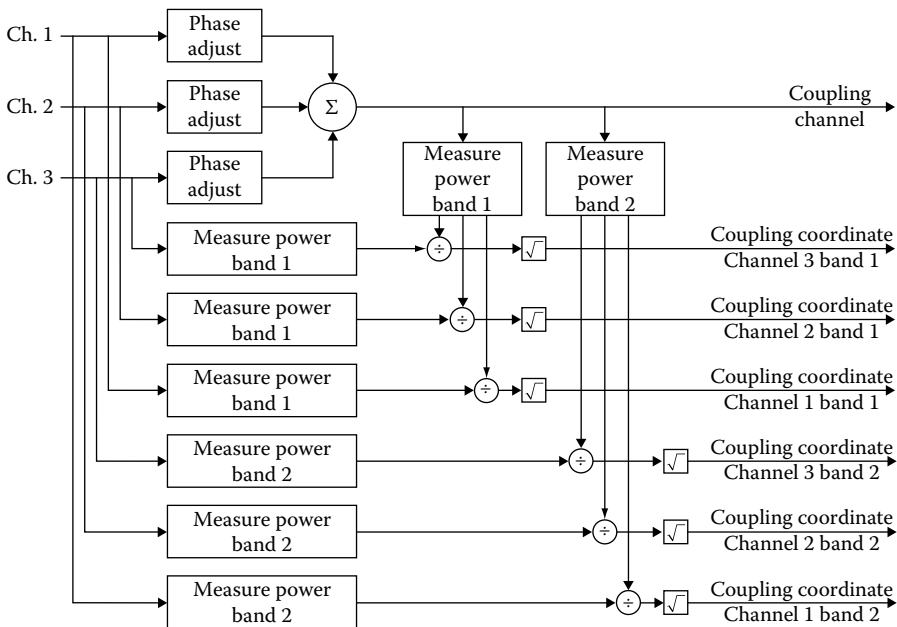 Ch. 1
Phase
adjust
Ch. 2
Phase
adjust
Σ
Coupling
channel
Ch. 3
Phase
adjust
Measure
power
band 1
Measure
power
band 2
Measure power
band 1
÷
√
Coupling coordinate
Channel 3 band 1
Measure power
band 1
÷
√
Coupling coordinate
Channel 2 band 1
Measure power
band 1
÷
√
Coupling coordinate
Channel 1 band 1
Measure power
band 2
÷
√
Coupling coordinate
Channel 3 band 2
Measure power
band 2
÷
√
Coupling coordinate
Channel 2 band 2
Measure power
band 2
÷
√
Coupling coordinate
Channel 1 band 2